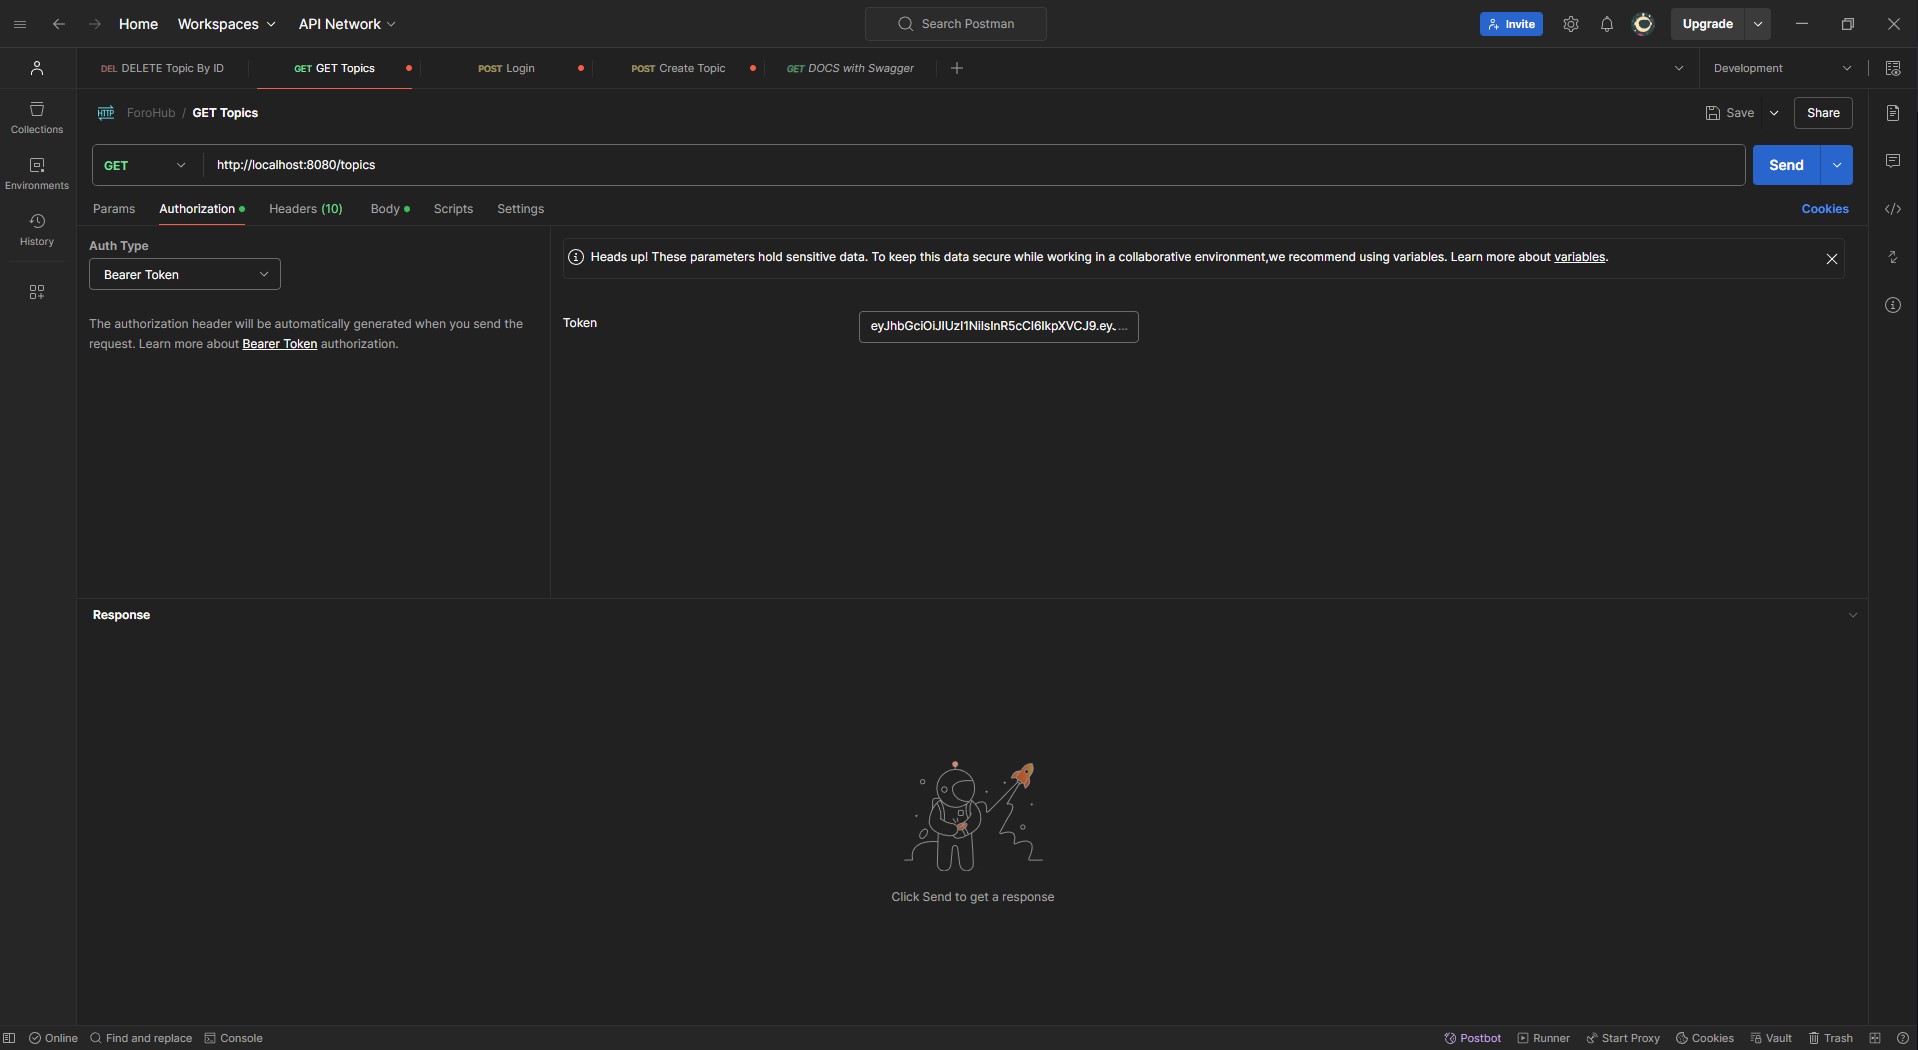 Home Workspaces API Network Search Postman Invite Upgrade
DEL DELETE Topic By ID GET GET Topics POST Login POST Create Topic GET DOCS with Swagger Development
HTTP ForoHub / GET Topics Save Share
Collections
GET http://localhost:8080/topics Send
Environments
Params Authorization Headers (10) Body Scripts Settings Cookies
History
Auth Type
Bearer Token
Heads up! These parameters hold sensitive data. To keep this data secure while working in a collaborative environment,we recommend using variables. Learn more about variables.
The authorization header will be automatically generated when you send the
request. Learn more about Bearer Token authorization.
Token
eyJhbGciOiJIUzI1NiIsInR5cCI6IkpXVCJ9.ey. ...
Response
Click Send to get a response
Online Find and replace Console Postbot Runner Start Proxy Cookies Vault Trash